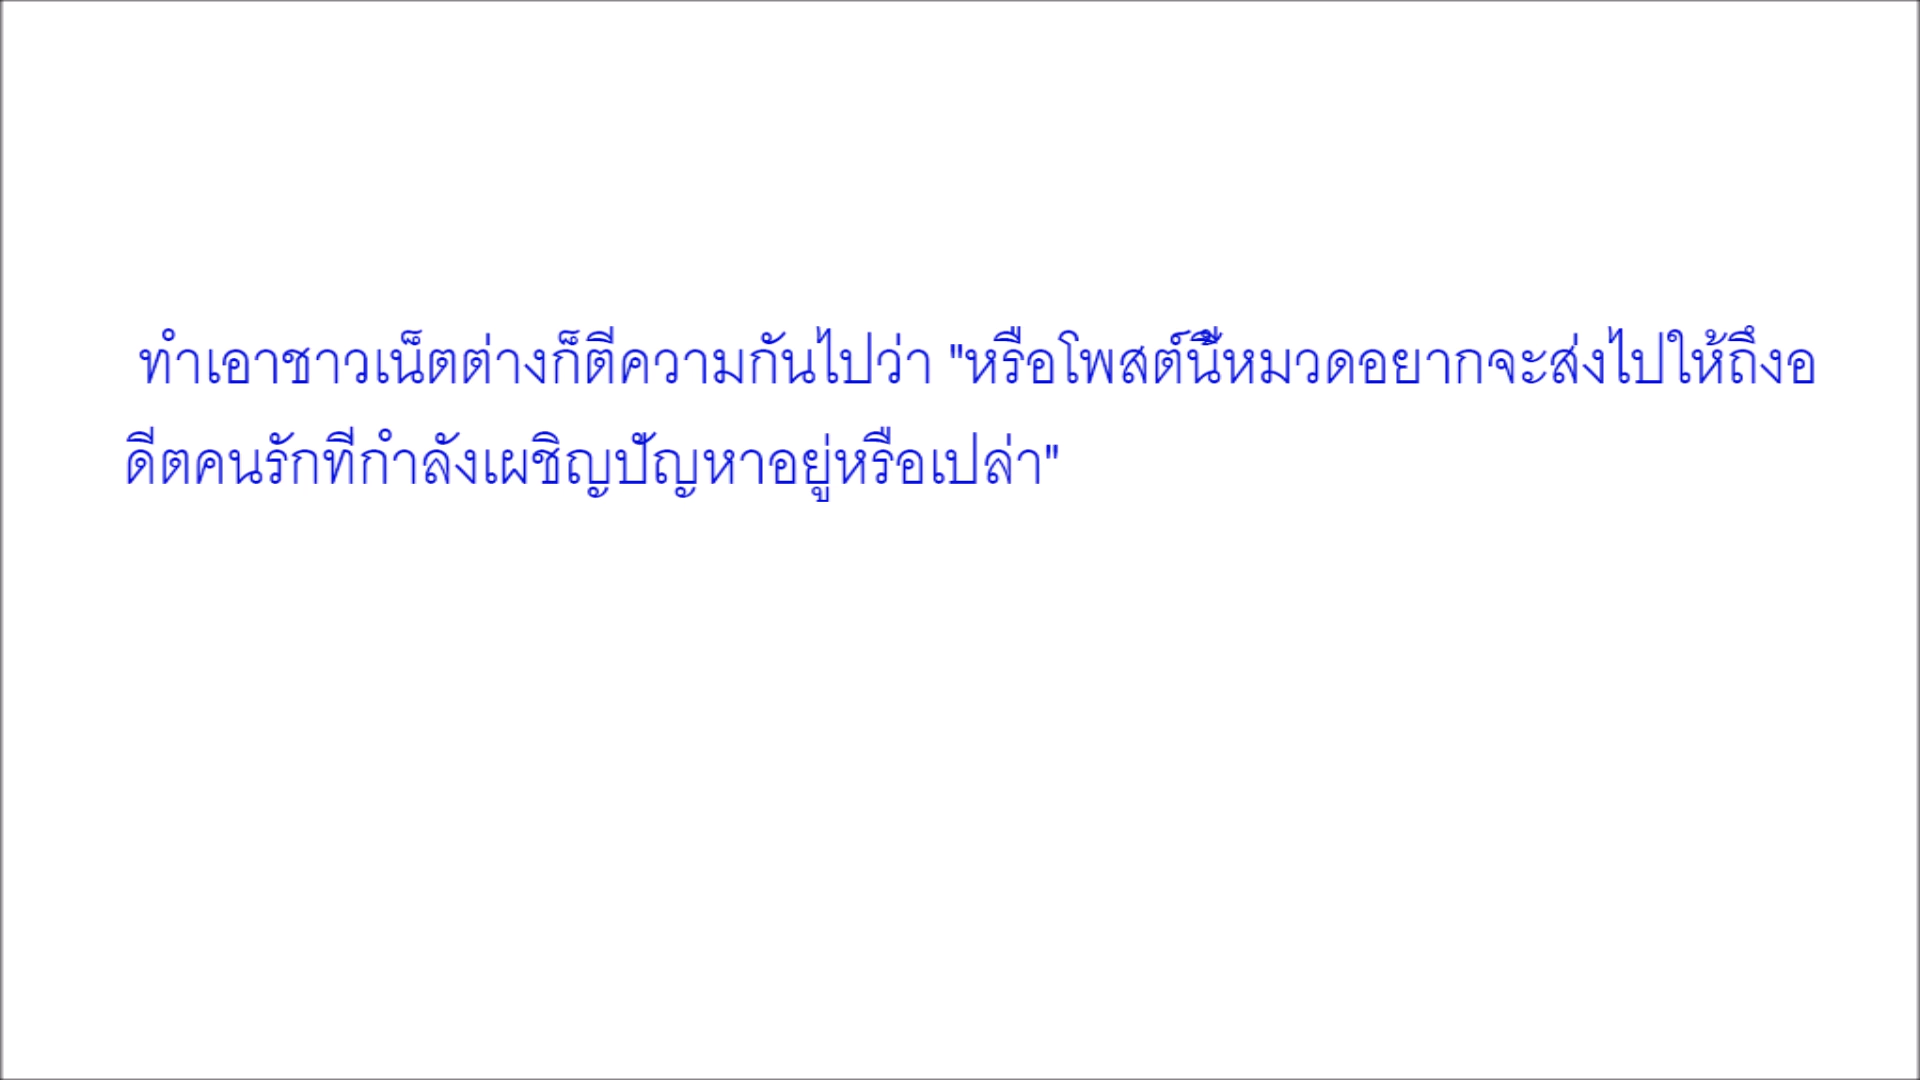 ทำเอาชาวเน็ตต่างก็ตีความกันไปว่า "หรือโพสต์นี้หมวดอยากจะส่งไปให้ถึงอ
ดีตคนรักที่กำลังเผชิญปัญหาอยู่หรือเปล่า"